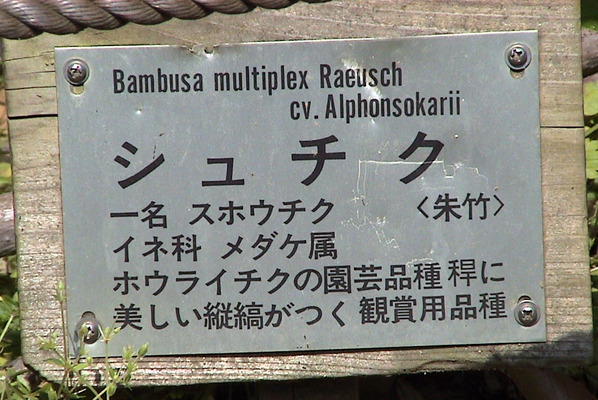 Bambusa multiplex Raeusch
cv. Alphonsokarii
シュチク
一名 スホウチク 〈朱竹〉
イネ科 メダケ属
ホウライチクの園芸品種 稈に
美しい縦縞がつく 観賞用品種